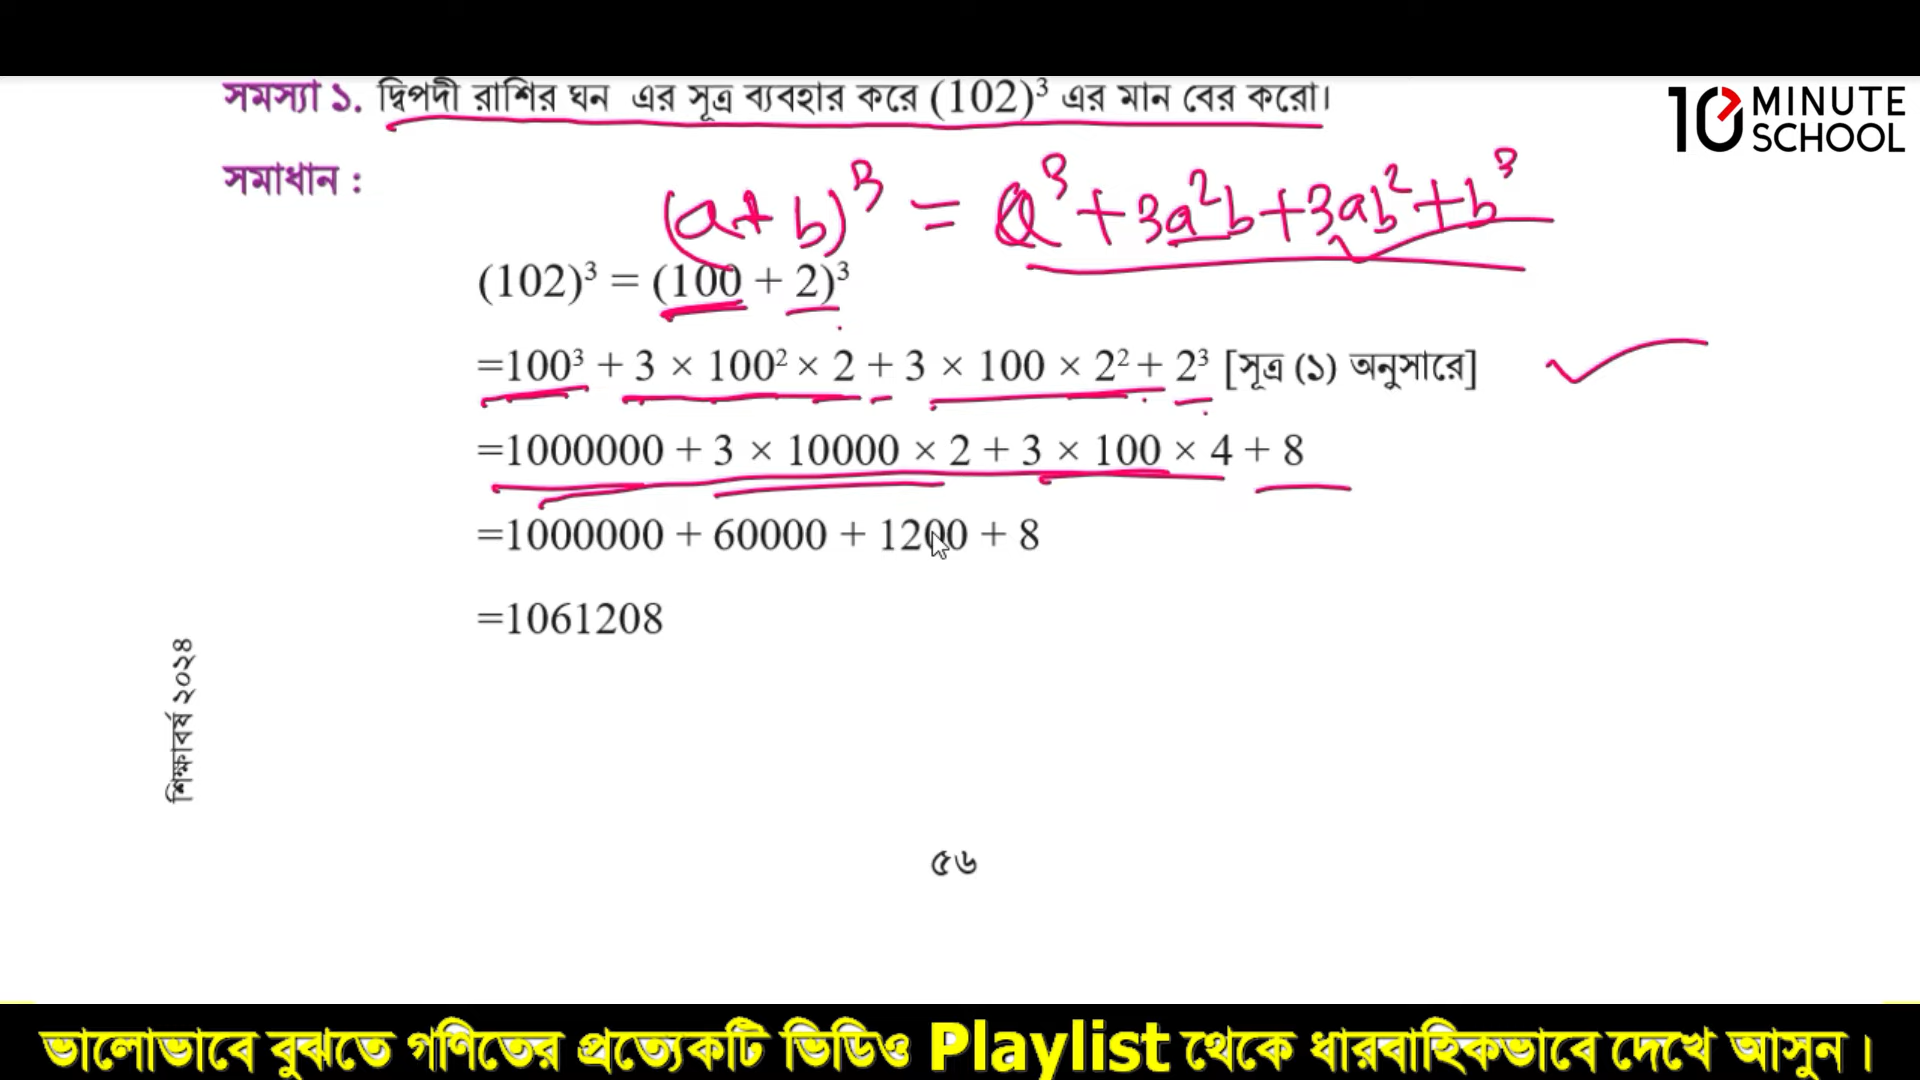 সমস্যা ১. দ্বিপদী রাশির ঘন এর সূত্র ব্যবহার করে (102)³ এর মান বের করো।
10 MINUTE SCHOOL
সমাধান :
(a+b)³ = a³+3a²b+3ab²+b³
(102)³ = (100 + 2)³
=100³ + 3 × 100² × 2 + 3 × 100 × 2² + 2³ [সূত্র (১) অনুসারে]
=1000000 + 3 × 10000 × 2 + 3 × 100 × 4 + 8
=1000000 + 60000 + 1200 + 8
=1061208
শিক্ষাবর্ষ ২০২৪
৫৬
ভালোভাবে বুঝতে গণিতের প্রত্যেকটি ভিডিও Playlist থেকে ধারবাহিকভাবে দেখে আসুন।